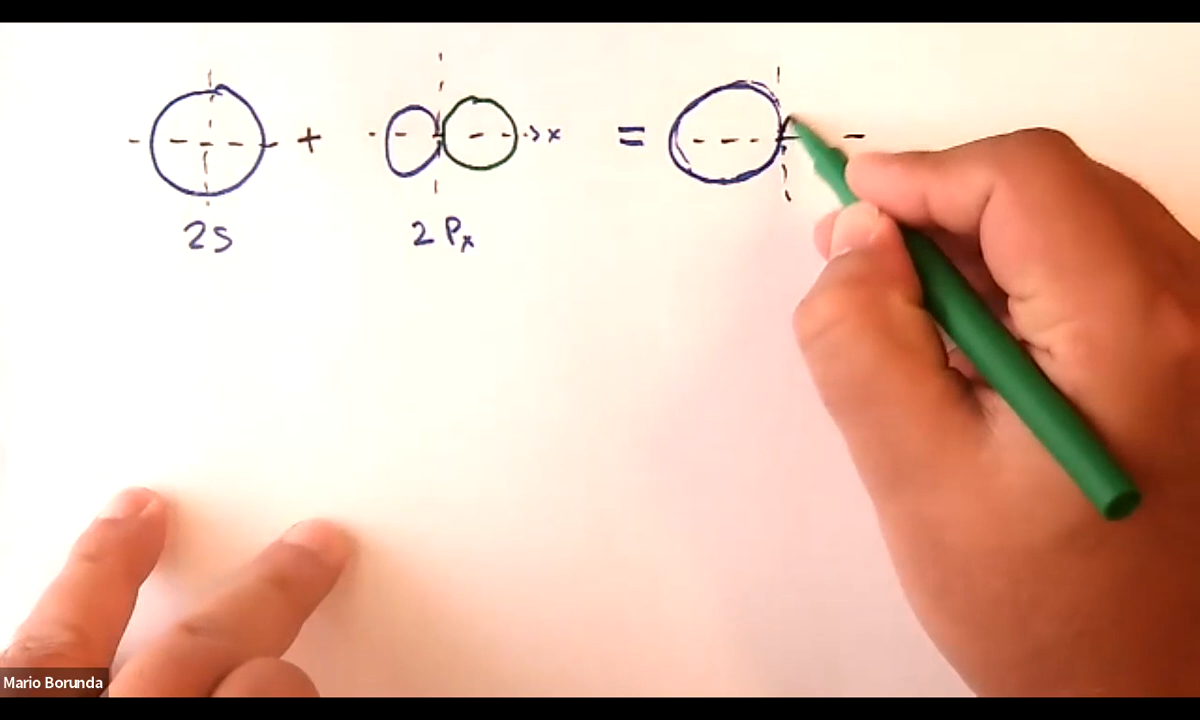 + -> x =
2S 2Px
Mario Borunda